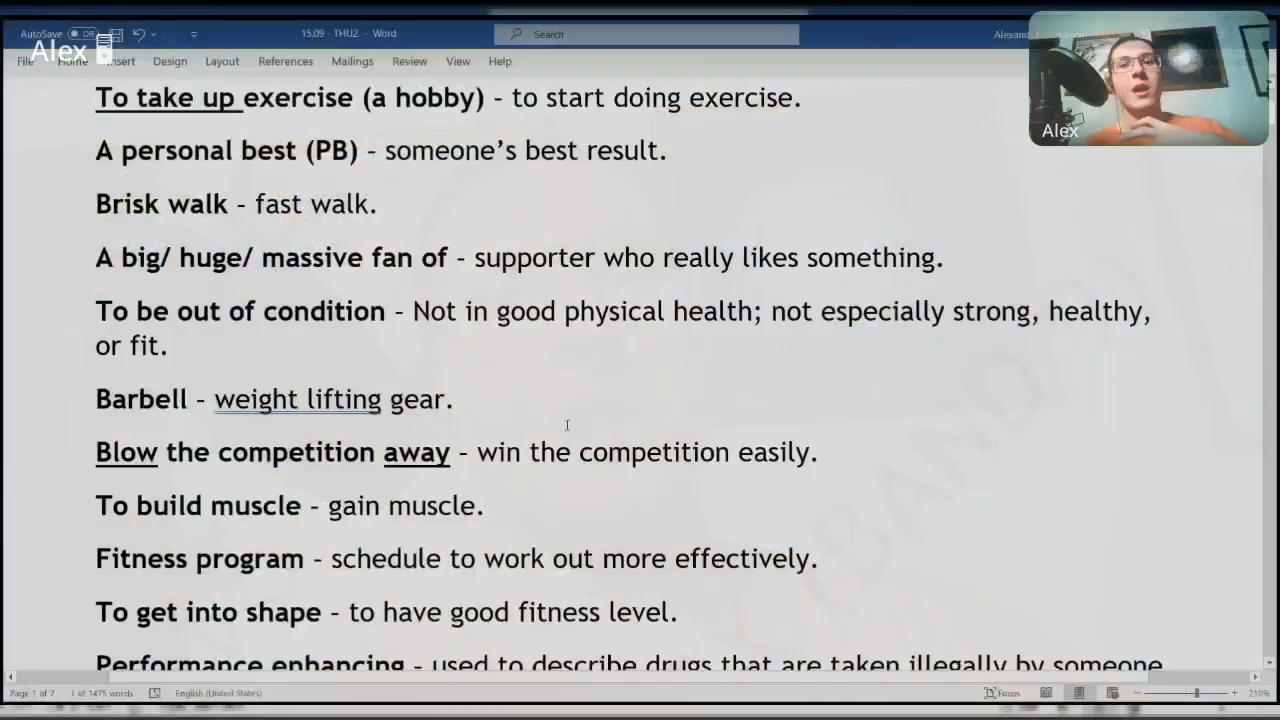 AutoSave Off 15.09 - THU2 - Word Search
Alex
File Home Insert Design Layout References Mailings Review View Help
Alex
To take up exercise (a hobby) - to start doing exercise.
A personal best (PB) - someone's best result.
Brisk walk - fast walk.
A big/ huge/ massive fan of - supporter who really likes something.
To be out of condition - Not in good physical health; not especially strong, healthy,
or fit.
Barbell - weight lifting gear.
Blow the competition away - win the competition easily.
To build muscle - gain muscle.
Fitness program - schedule to work out more effectively.
To get into shape - to have good fitness level.
Performance enhancing - used to describe drugs that are taken illegally by someone
Page 1 of 7 1 of 1475 words English (United States) Focus 210%